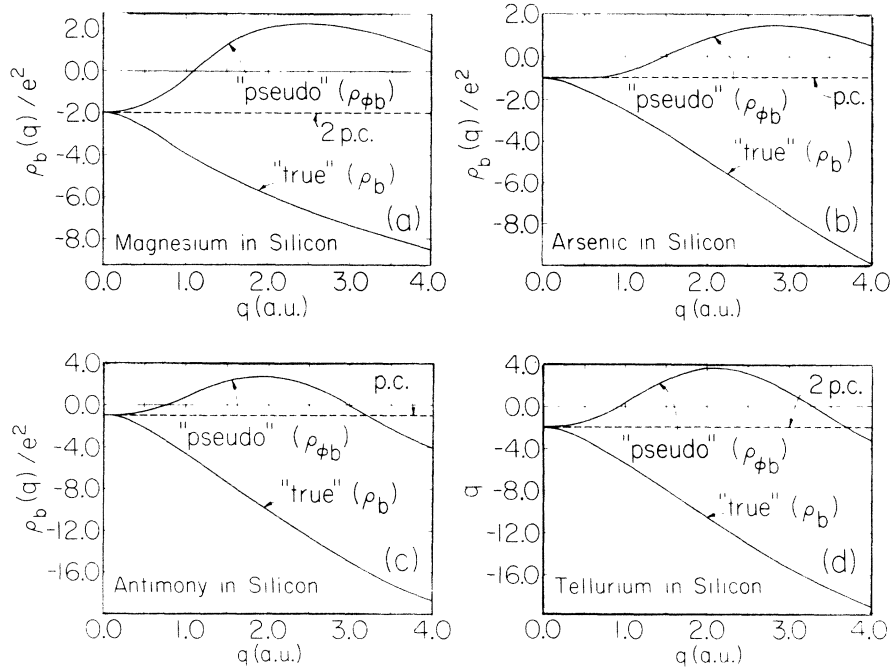 2.0
0.0
-2.0
-4.0
-6.0
-8.0
ρb(q)/e²
"pseudo" (ρφb)
2 p.c.
"true" (ρb)
(a)
Magnesium in Silicon
0.0 1.0 2.0 3.0 4.0
q (a.u.)
2.0
0.0
-2.0
-4.0
-6.0
-8.0
ρb(q)/e²
"pseudo" (ρφb)
p.c.
"true" (ρb)
(b)
Arsenic in Silicon
0.0 1.0 2.0 3.0 4.0
q (a.u.)
4.0
0.0
-4.0
-8.0
-12.0
-16.0
ρb(q)/e²
p.c.
"pseudo" (ρφb)
"true" (ρb)
(c)
Antimony in Silicon
0.0 1.0 2.0 3.0 4.0
q (a.u.)
4.0
0.0
-4.0
-8.0
-12.0
-16.0
q
2 p.c.
"pseudo" (ρφb)
"true" (ρb)
(d)
Tellurium in Silicon
0.0 1.0 2.0 3.0 4.0
q (a.u.)